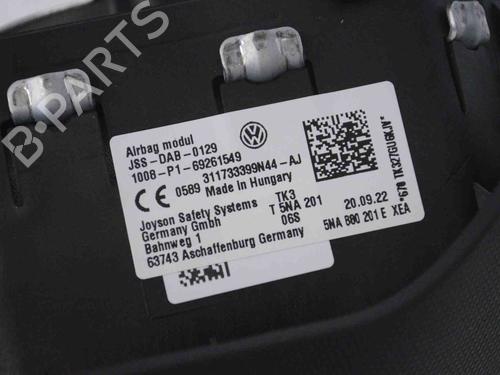 B-PARTS
Airbag modul
JSS-DAB-0129
1008-P1-69261549
0589 311733399N44-AJ
Made in Hungary
Joyson Safety Systems TK3
Germany Gmbh T 5NA 201
Bahnweg 1 06S
63743 Aschaffenburg Germany
20.09.22
5NA 880 201 E XEA